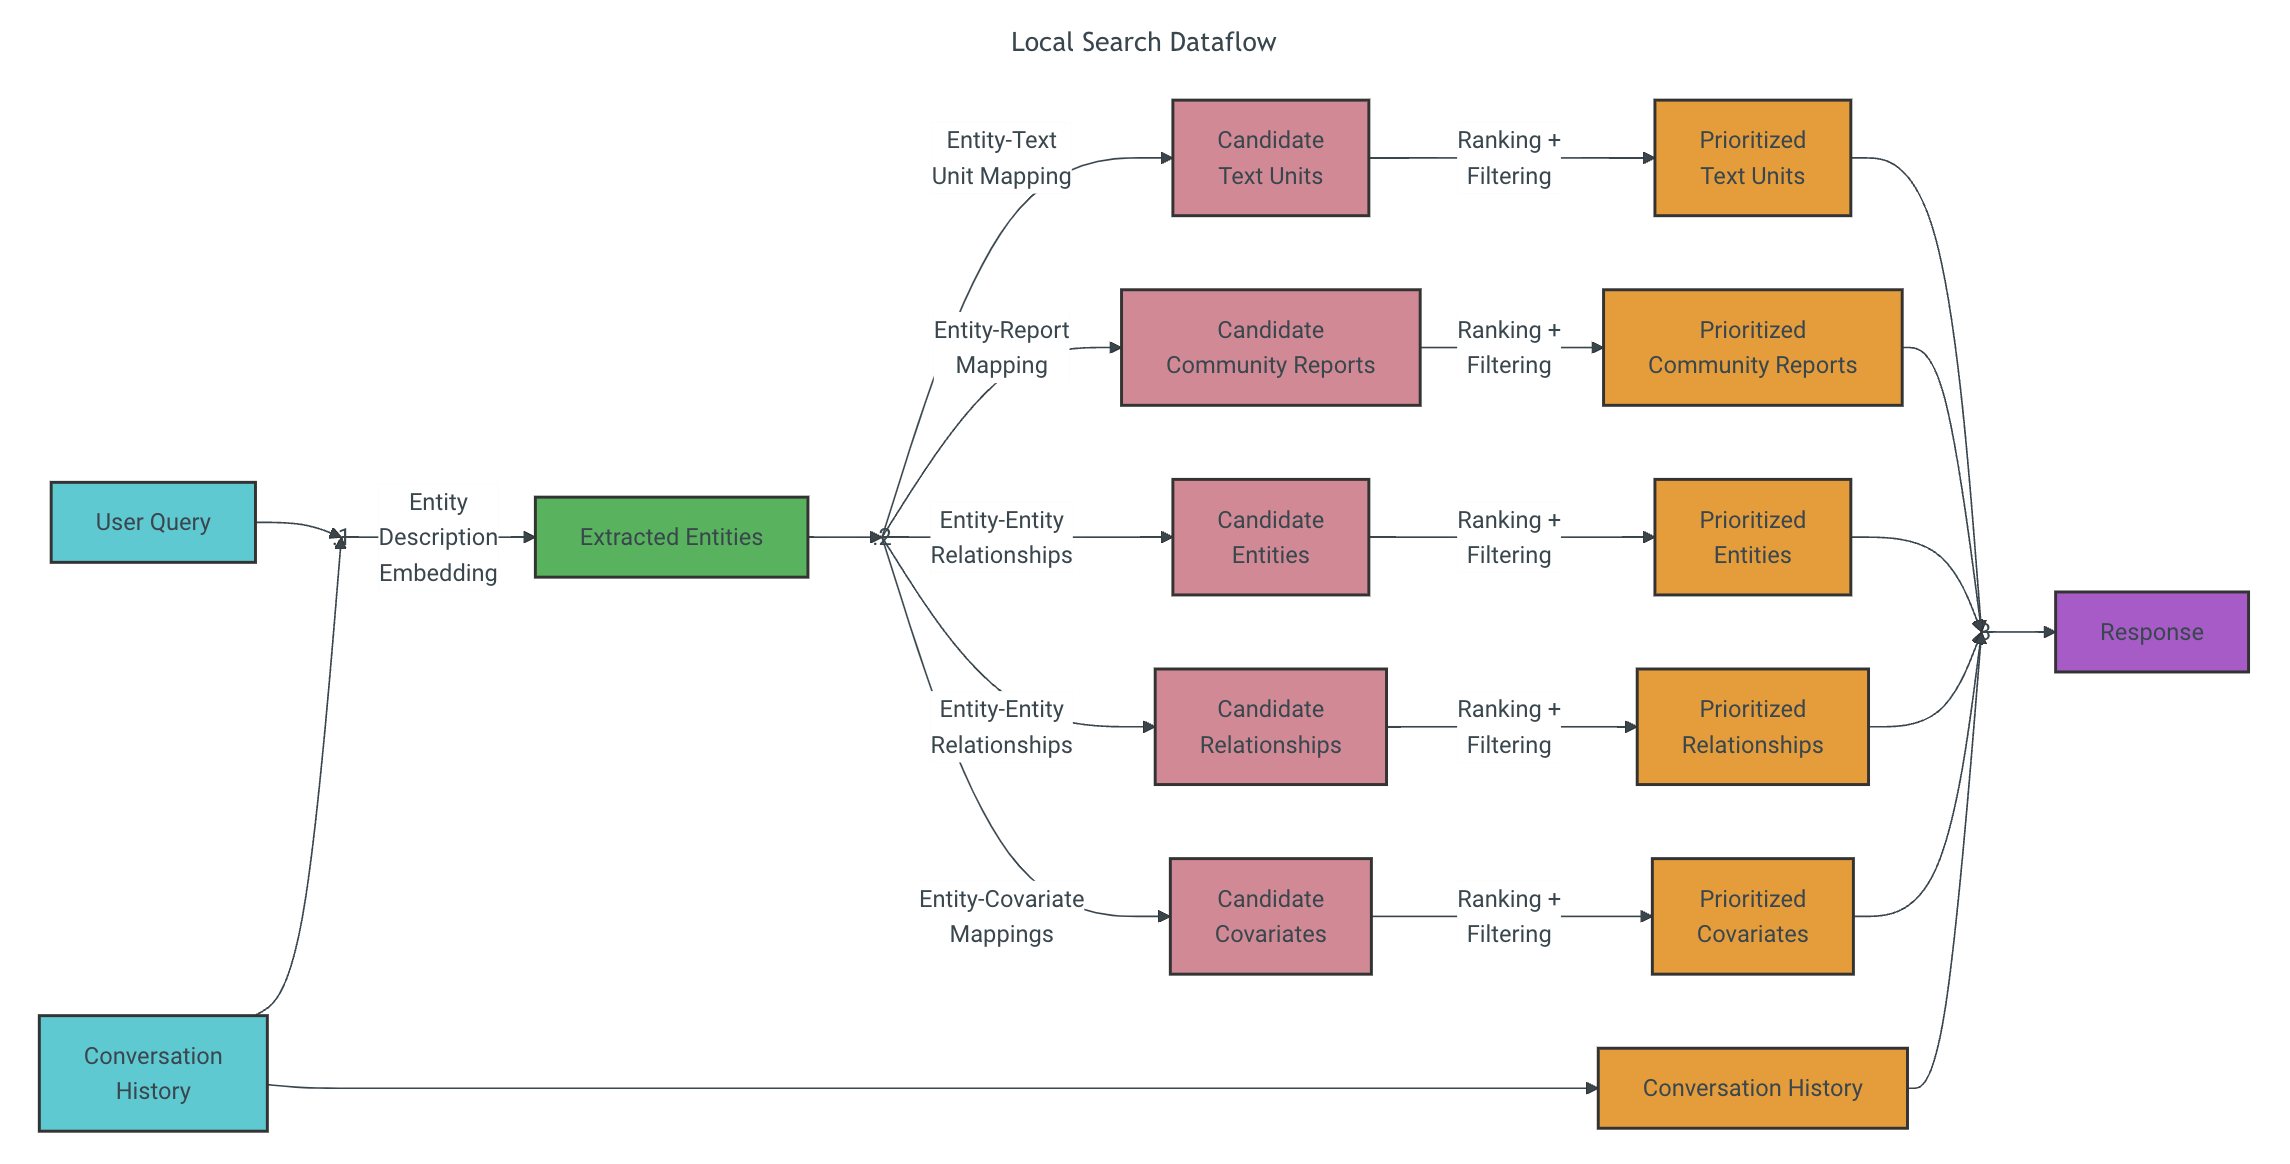 Local Search Dataflow
User Query
Conversation
History
.1
Entity
Description
Embedding
Extracted Entities
.2
Entity-Text
Unit Mapping
Candidate
Text Units
Ranking +
Filtering
Prioritized
Text Units
Entity-Report
Mapping
Candidate
Community Reports
Ranking +
Filtering
Prioritized
Community Reports
Entity-Entity
Relationships
Candidate
Entities
Ranking +
Filtering
Prioritized
Entities
Entity-Entity
Relationships
Candidate
Relationships
Ranking +
Filtering
Prioritized
Relationships
Entity-Covariate
Mappings
Candidate
Covariates
Ranking +
Filtering
Prioritized
Covariates
Conversation History
Response